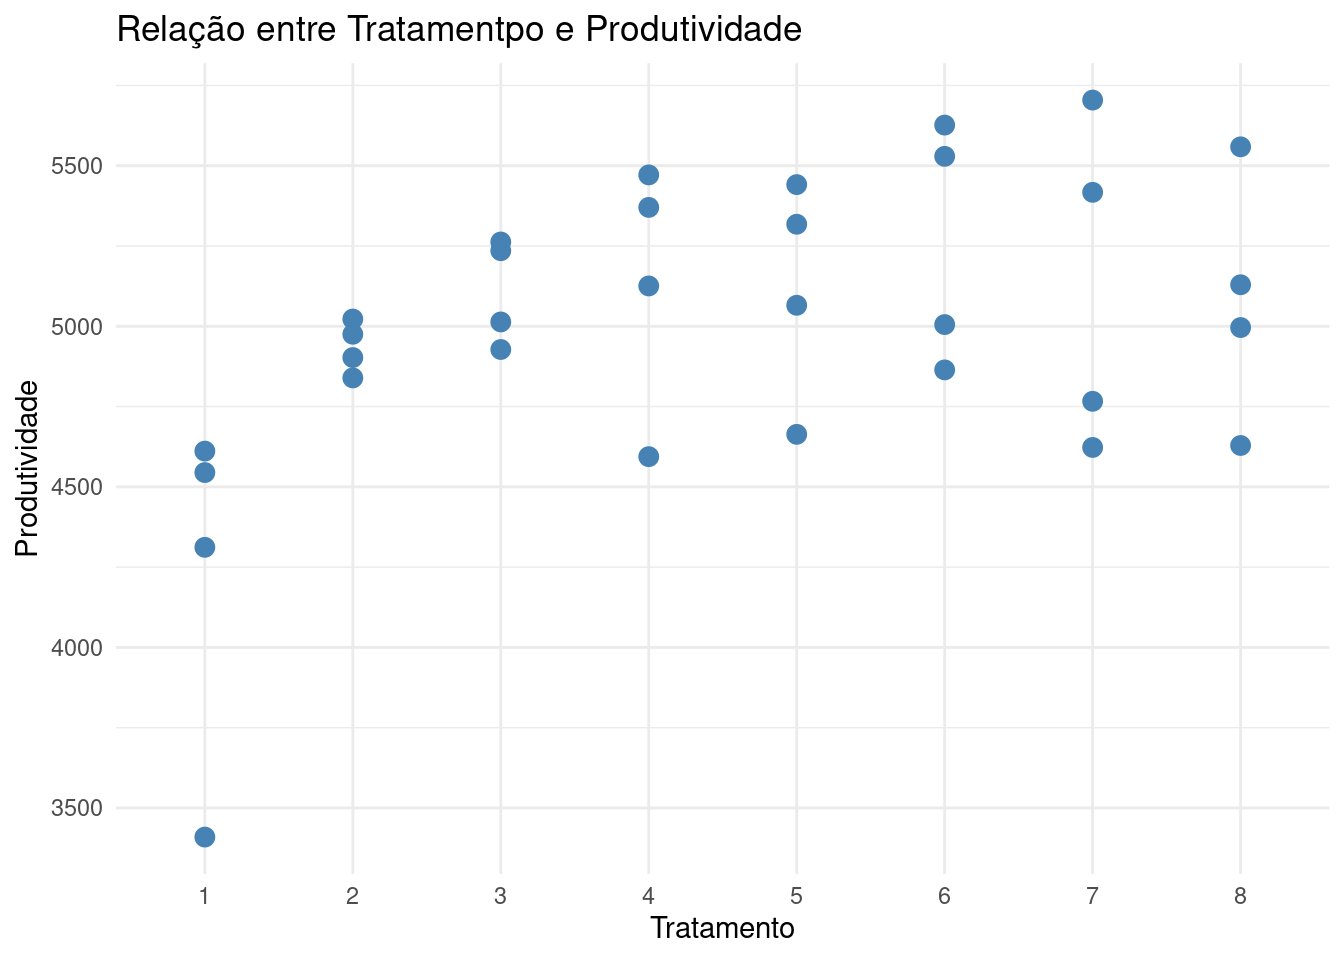 Relação entre Tratamentpo e Produtividade
Produtividade
5500
5000
4500
4000
3500
1 2 3 4 5 6 7 8
Tratamento